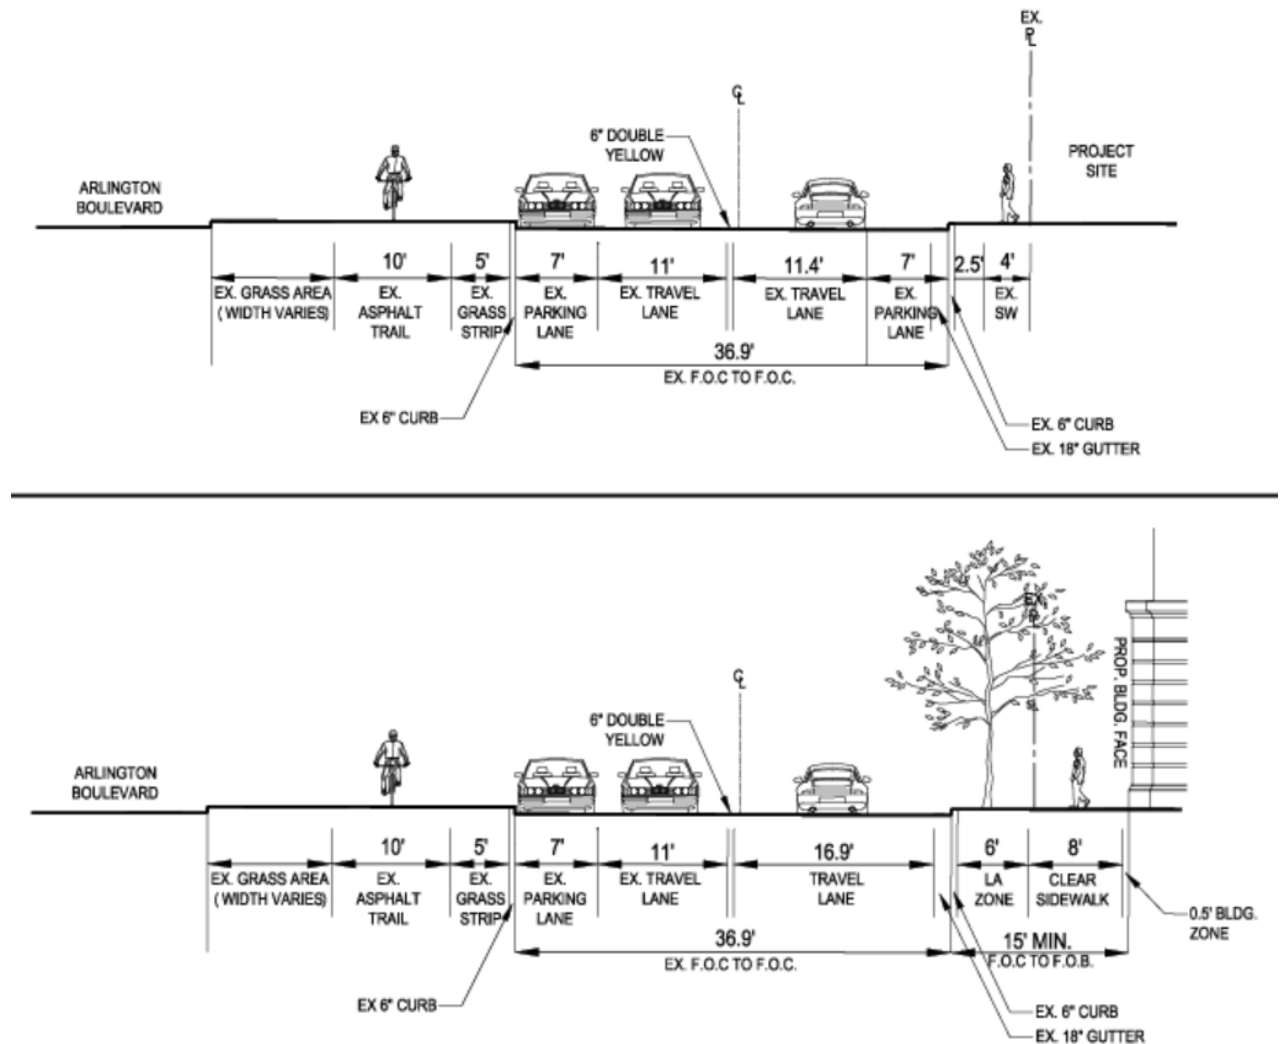 EX.
PL
CL
6" DOUBLE
YELLOW
PROJECT
SITE
ARLINGTON
BOULEVARD
10'
5'
7'
11'
11.4'
7'
2.5'
4'
EX. GRASS AREA
( WIDTH VARIES)
EX.
ASPHALT
TRAIL
EX.
GRASS
STRIP
EX.
PARKING
LANE
EX. TRAVEL
LANE
EX. TRAVEL
LANE
EX.
PARKING
LANE
EX.
SW
36.9'
EX. F.O.C TO F.O.C.
EX 6" CURB
EX. 6" CURB
EX. 18" GUTTER
EX.
PL
PROP. BLDG. FACE
CL
6" DOUBLE
YELLOW
ARLINGTON
BOULEVARD
10'
5'
7'
11'
16.9'
6'
8'
EX. GRASS AREA
( WIDTH VARIES)
EX.
ASPHALT
TRAIL
EX.
GRASS
STRIP
EX.
PARKING
LANE
EX. TRAVEL
LANE
TRAVEL
LANE
LA
ZONE
CLEAR
SIDEWALK
0.5' BLDG.
ZONE
36.9'
EX. F.O.C TO F.O.C.
15' MIN.
F.O.C TO F.O.B.
EX 6" CURB
EX. 6" CURB
EX. 18" GUTTER